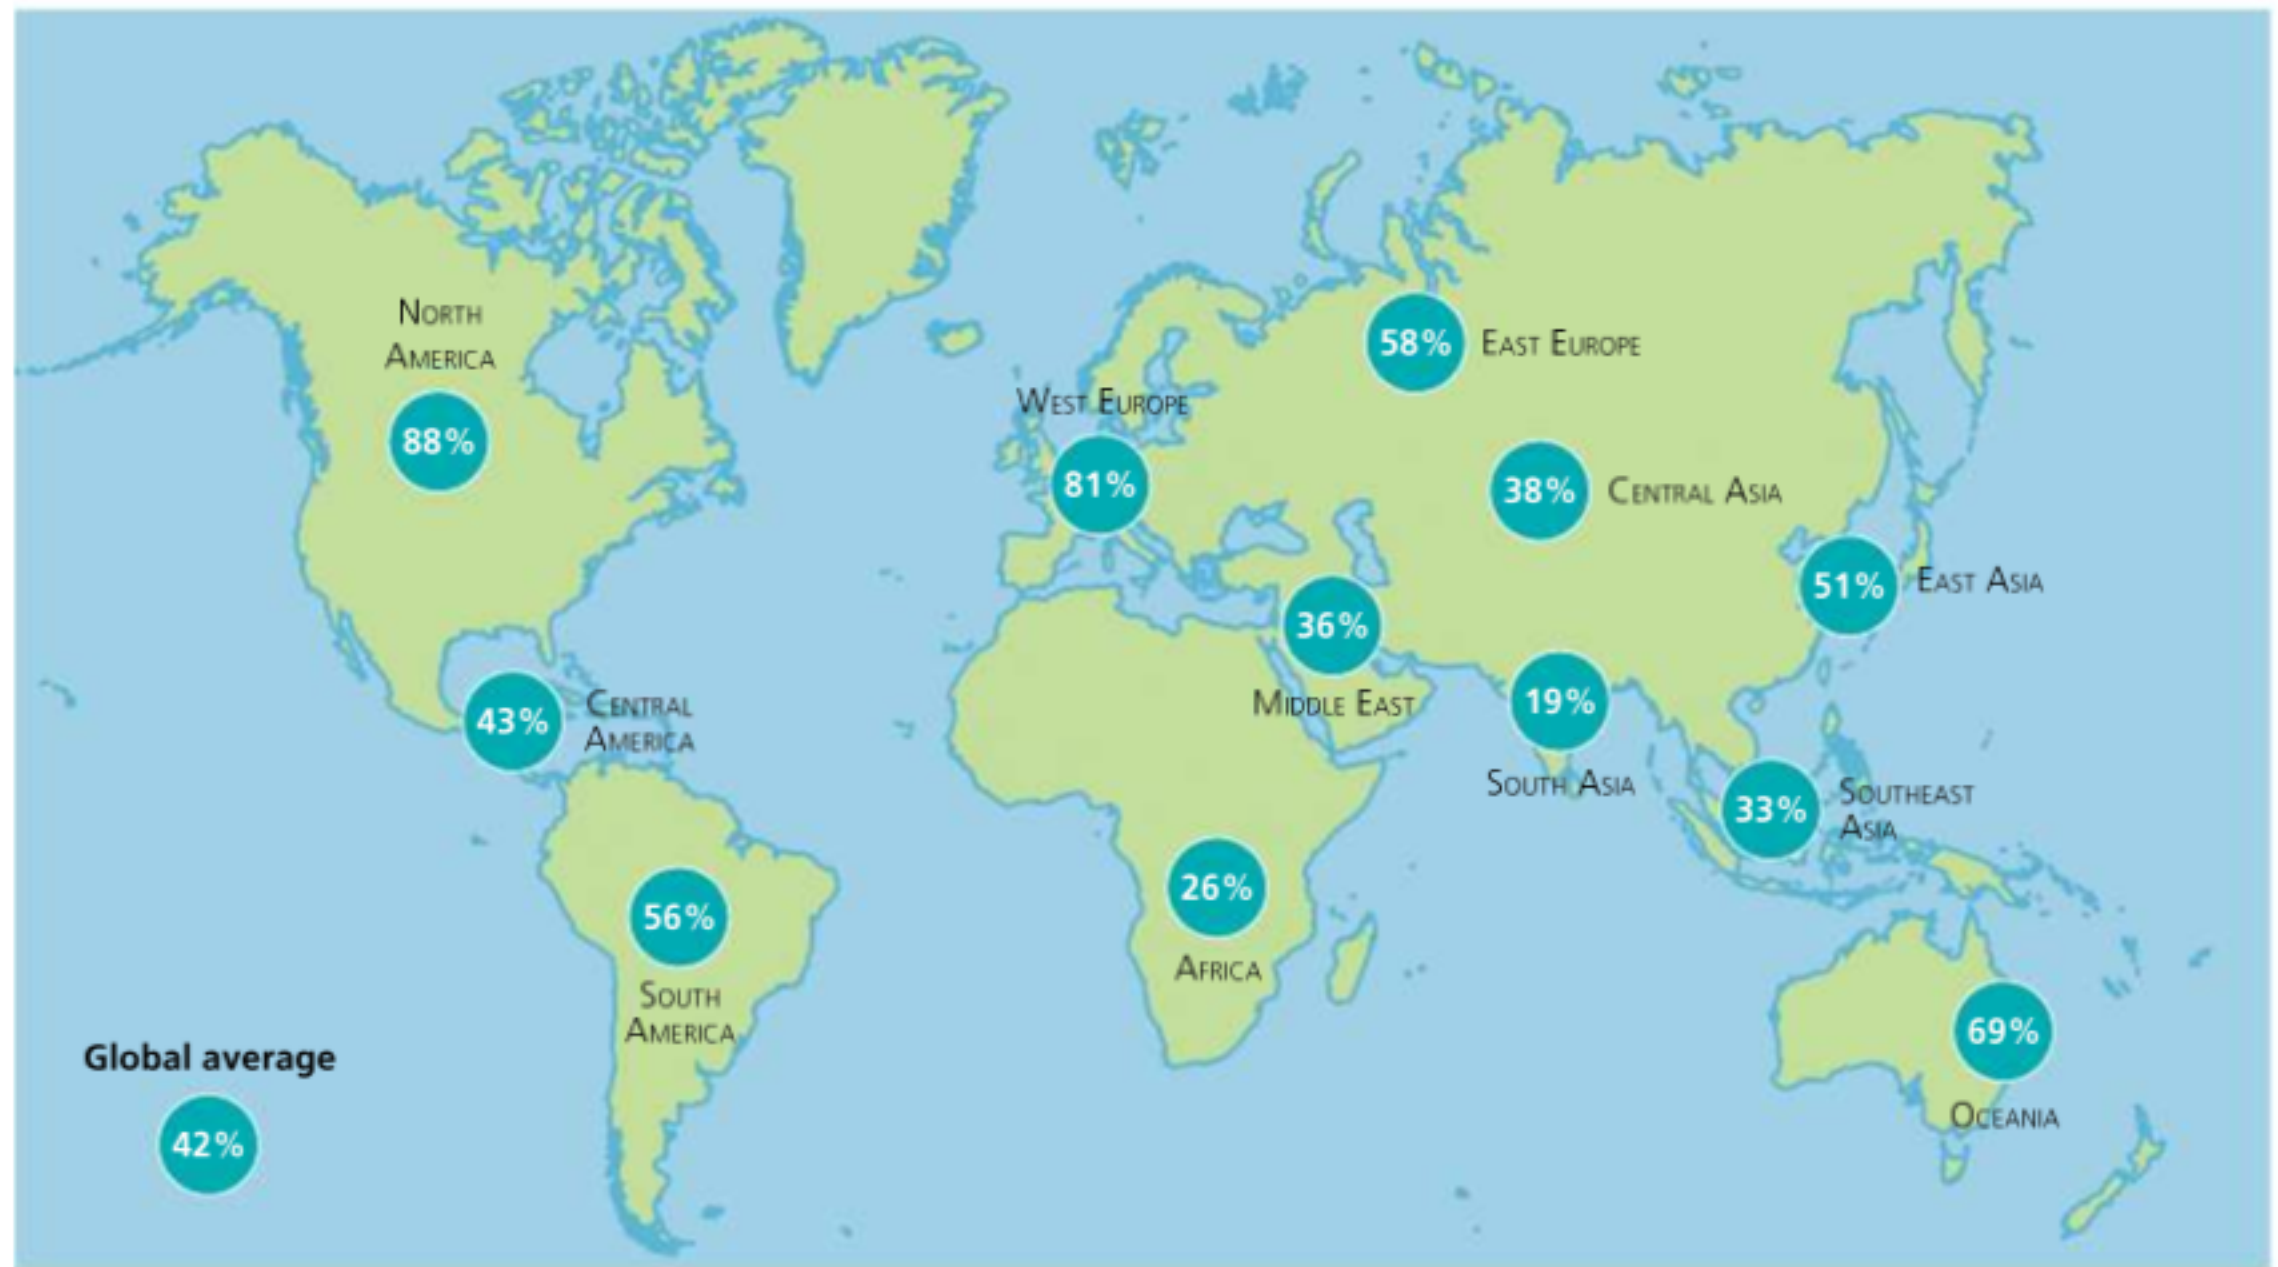 North
America
88%
58%
East Europe
West Europe
81%
38%
Central Asia
51%
East Asia
36%
Middle East
19%
South Asia
43%
Central
America
33%
Southeast
Asia
56%
South
America
26%
Africa
69%
Oceania
Global average
42%